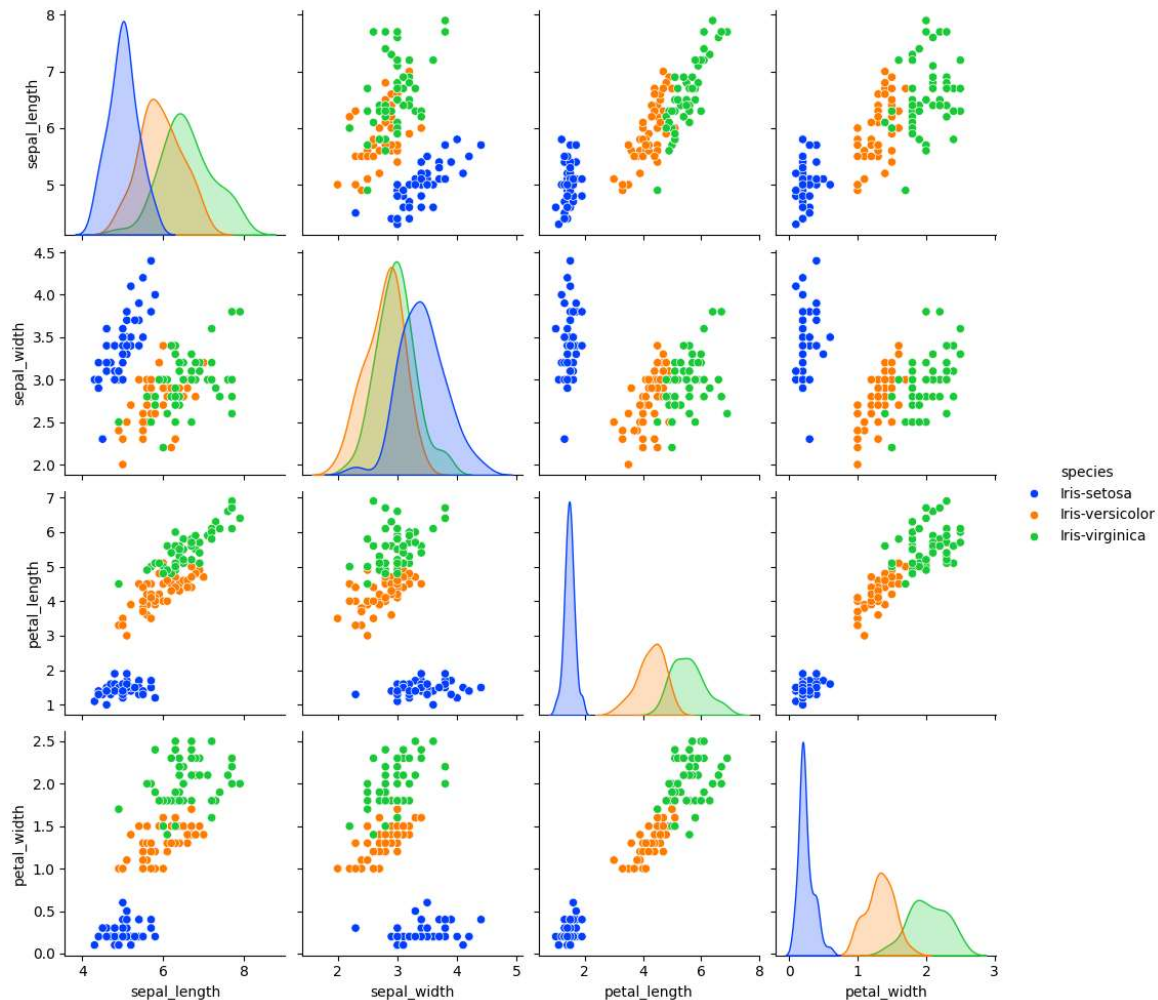 8
7
6
5
sepal_length
4.5
4.0
3.5
3.0
2.5
2.0
sepal_width
species
Iris-setosa
Iris-versicolor
Iris-virginica
7
6
5
4
3
2
1
petal_length
2.5
2.0
1.5
1.0
0.5
0.0
petal_width
4 6 8 2 3 4 5 2 4 6 8 0 1 2 3
sepal_length sepal_width petal_length petal_width